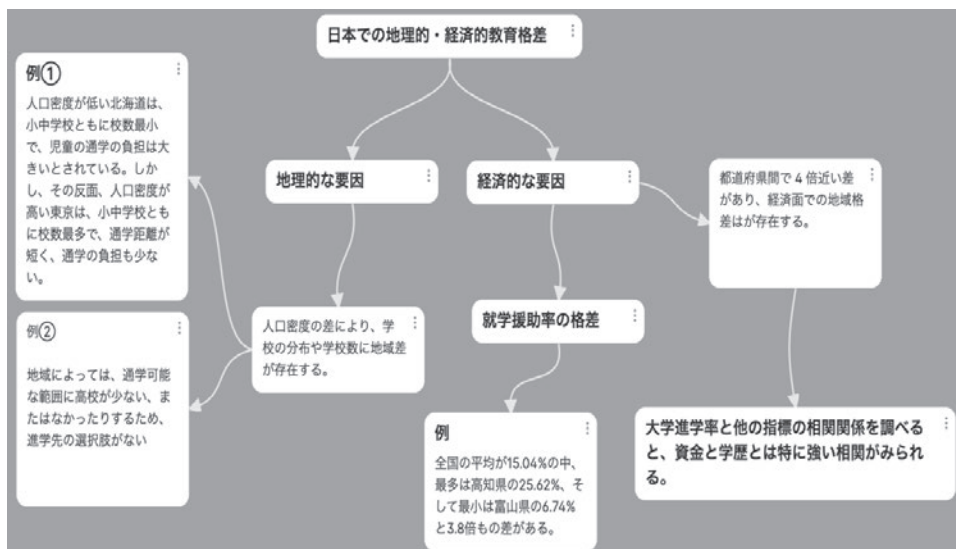 日本での地理的・経済的教育格差
例①
人口密度が低い北海道は、
小中学校ともに校数最小
で、児童の通学の負担は大
きいとされている。しか
し、その反面、人口密度が
高い東京は、小中学校とも
に校数最多で、通学距離が
短く、通学の負担も少な
い。
地理的な要因
経済的な要因
都道府県間で 4 倍近い差
があり、経済面での地域格
差はが存在する。
例②
地域によっては、通学可能
な範囲に高校が少ない、ま
たはなかったりするため、
進学先の選択肢がない
人口密度の差により、学
校の分布や学校数に地域差
が存在する。
就学援助率の格差
例
全国の平均が15.04%の中、
最多は高知県の25.62%、そ
して最小は富山県の6.74%
と3.8倍もの差がある。
大学進学率と他の指標の相関関係を調べる
と、資金と学歴とは特に強い相関がみられ
る。